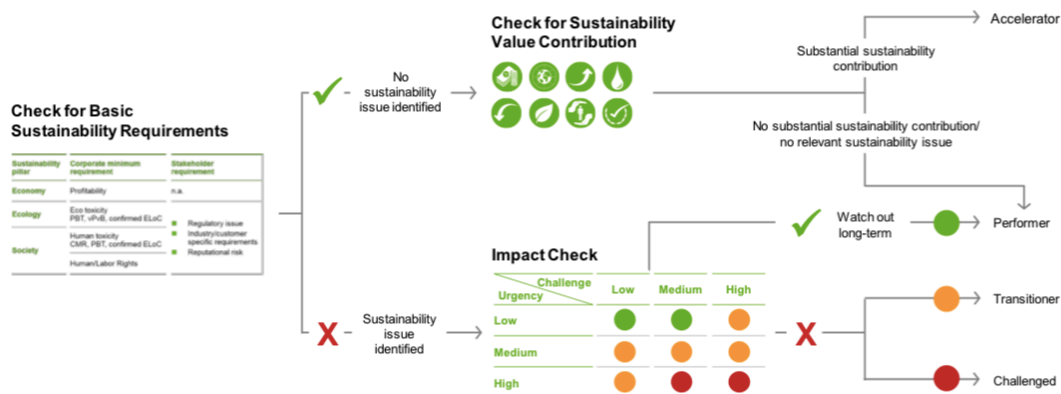 Check for Basic
Sustainability Requirements
Sustainability
pillar
Corporate minimum
requirement
Stakeholder
requirement
Economy
Profitability
n.a.
Ecology
Eco toxicity
PBT, vPvB, confirmed ELoC
Society
Human toxicity
CMR, PBT, confirmed ELoC
Human/Labor Rights
Regulatory issue
Industry/customer
specific requirements
Reputational risk
No
sustainability
issue identified
Check for Sustainability
Value Contribution
Substantial sustainability
contribution
Accelerator
No substantial sustainability contribution/
no relevant sustainability issue
Watch out
long-term
Performer
X
Sustainability
issue
identified
Impact Check
Challenge
Urgency
Low
Medium
High
Low
Medium
High
X
Transitioner
Challenged